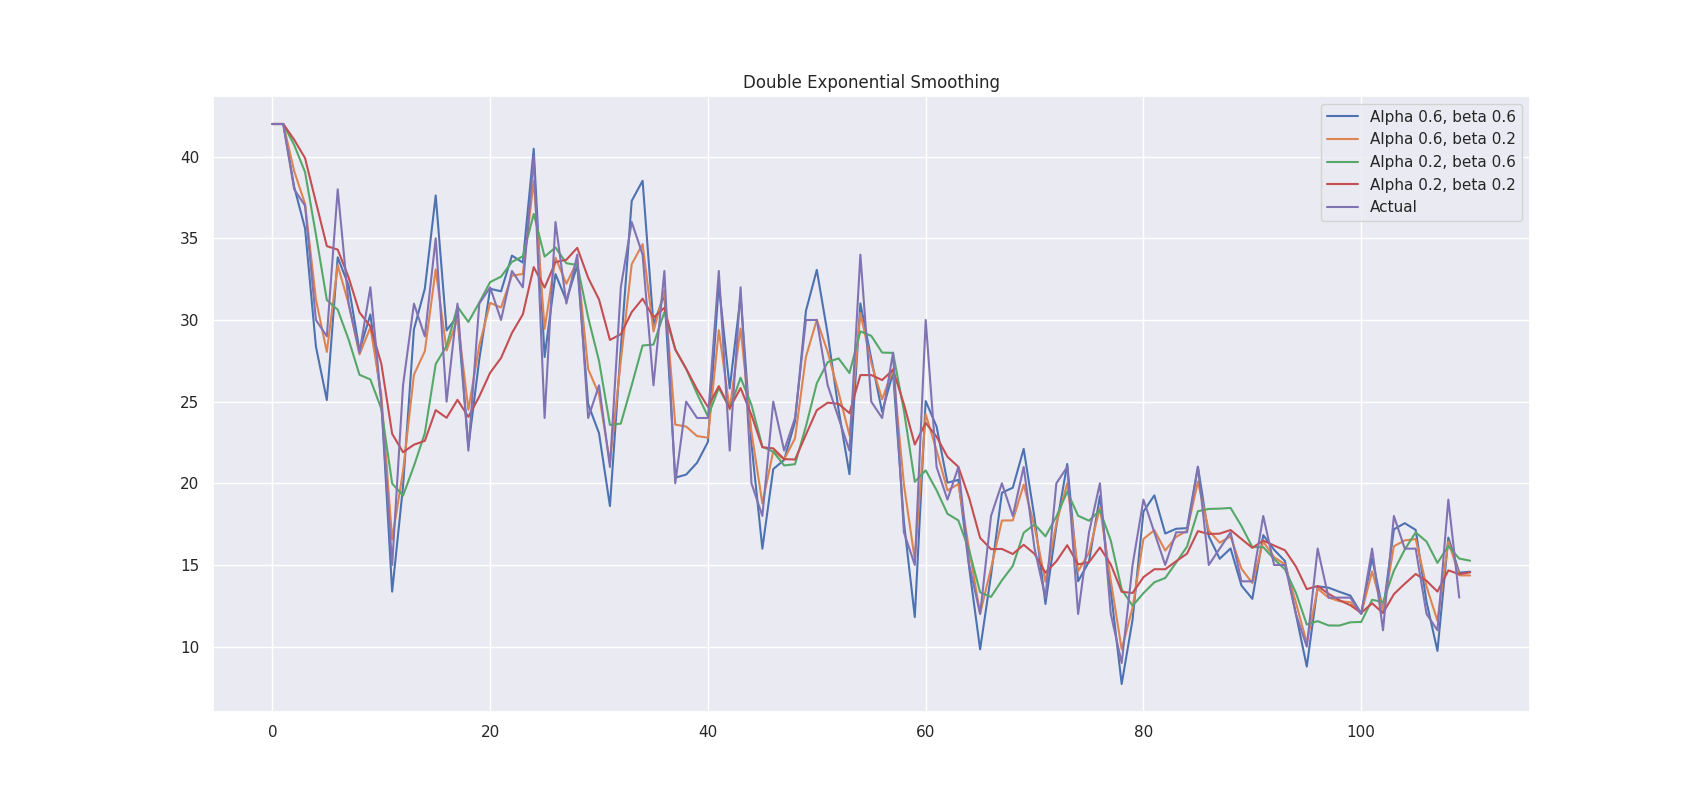 Double Exponential Smoothing
Alpha 0.6, beta 0.6
Alpha 0.6, beta 0.2
Alpha 0.2, beta 0.6
Alpha 0.2, beta 0.2
Actual
40
35
30
25
20
15
10
0 20 40 60 80 100